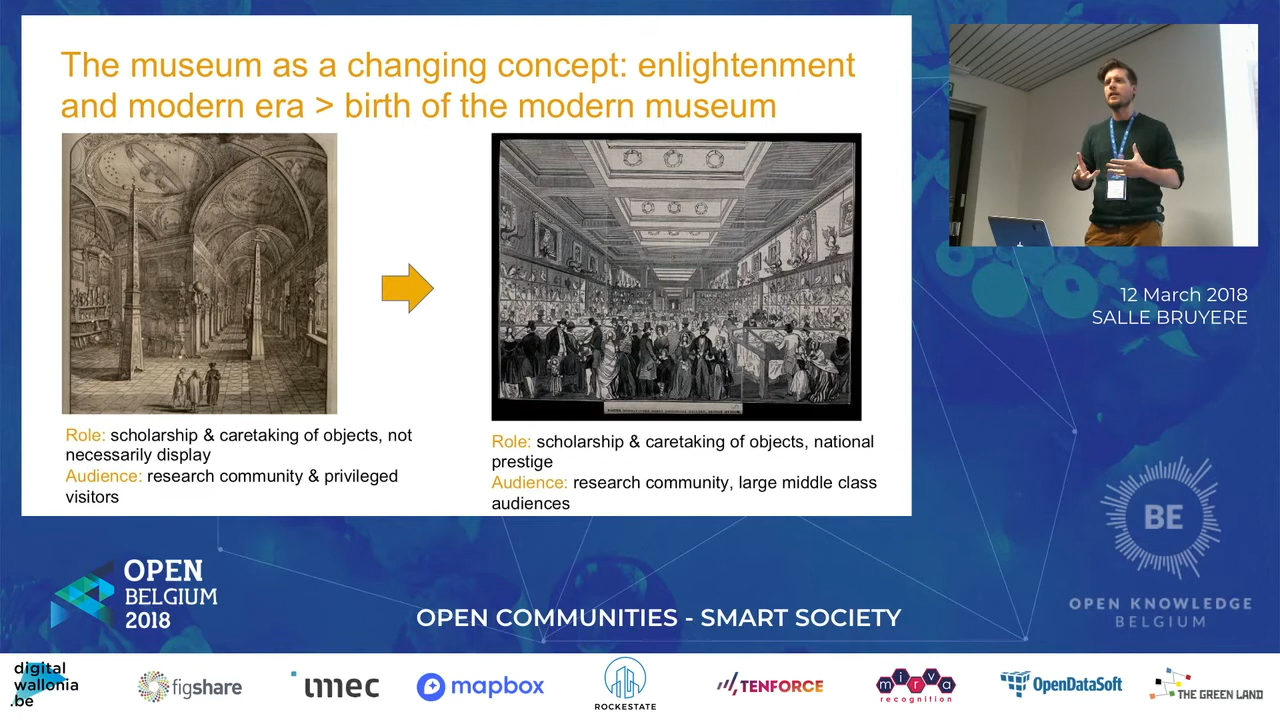 The museum as a changing concept: enlightenment
and modern era > birth of the modern museum
Role: scholarship & caretaking of objects, not
necessarily display
Audience: research community & privileged
visitors
Role: scholarship & caretaking of objects, national
prestige
Audience: research community, large middle class
audiences
12 March 2018
SALLE BRUYERE
BE
OPEN KNOWLEDGE
BELGIUM
OPEN
BELGIUM
2018
OPEN COMMUNITIES - SMART SOCIETY
digital
wallonia
.be
figshare
imec
mapbox
ROCKESTATE
TENFORCE
mirva
recognition
OpenDataSoft
THE GREEN LAND